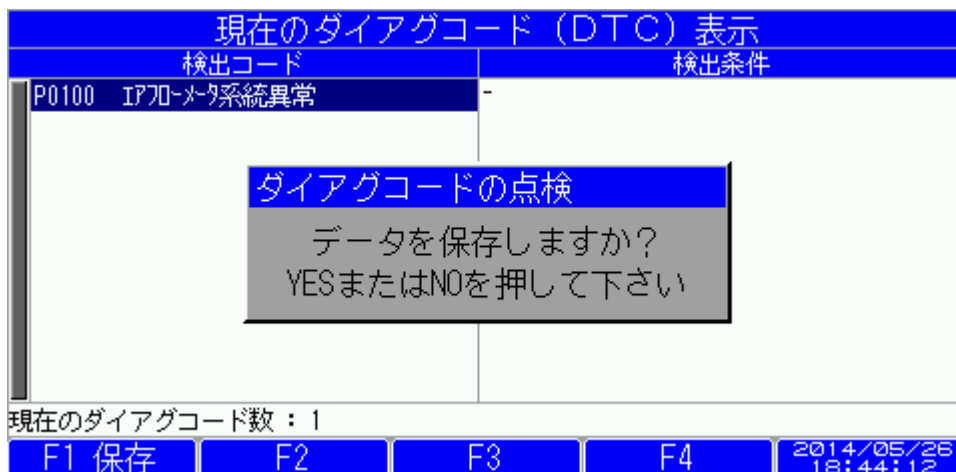 現在のダイアグコード（DTC）表示
検出コード 検出条件
P0100 ｴｱﾌﾛｰﾒｰﾀ系統異常 -
ダイアグコードの点検
データを保存しますか？
YESまたはNOを押して下さい
現在のダイアグコード数：1
F1 保存 F2 F3 F4 2014/05/26
18:44:12